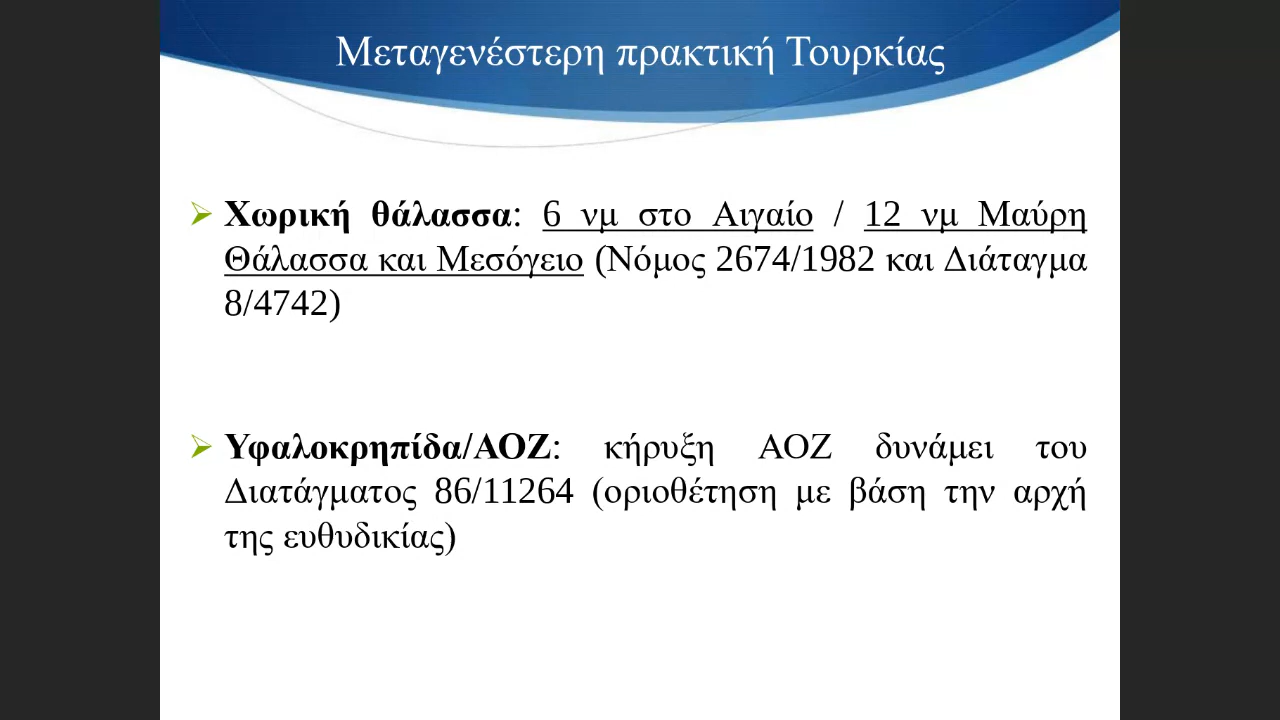 Μεταγενέστερη πρακτική Τουρκίας
Χωρική θάλασσα: 6 νμ στο Αιγαίο / 12 νμ Μαύρη
Θάλασσα και Μεσόγειο (Νόμος 2674/1982 και Διάταγμα
8/4742)
Υφαλοκρηπίδα/ΑΟΖ: κήρυξη ΑΟΖ δυνάμει του
Διατάγματος 86/11264 (οριοθέτηση με βάση την αρχή
της ευθυδικίας)